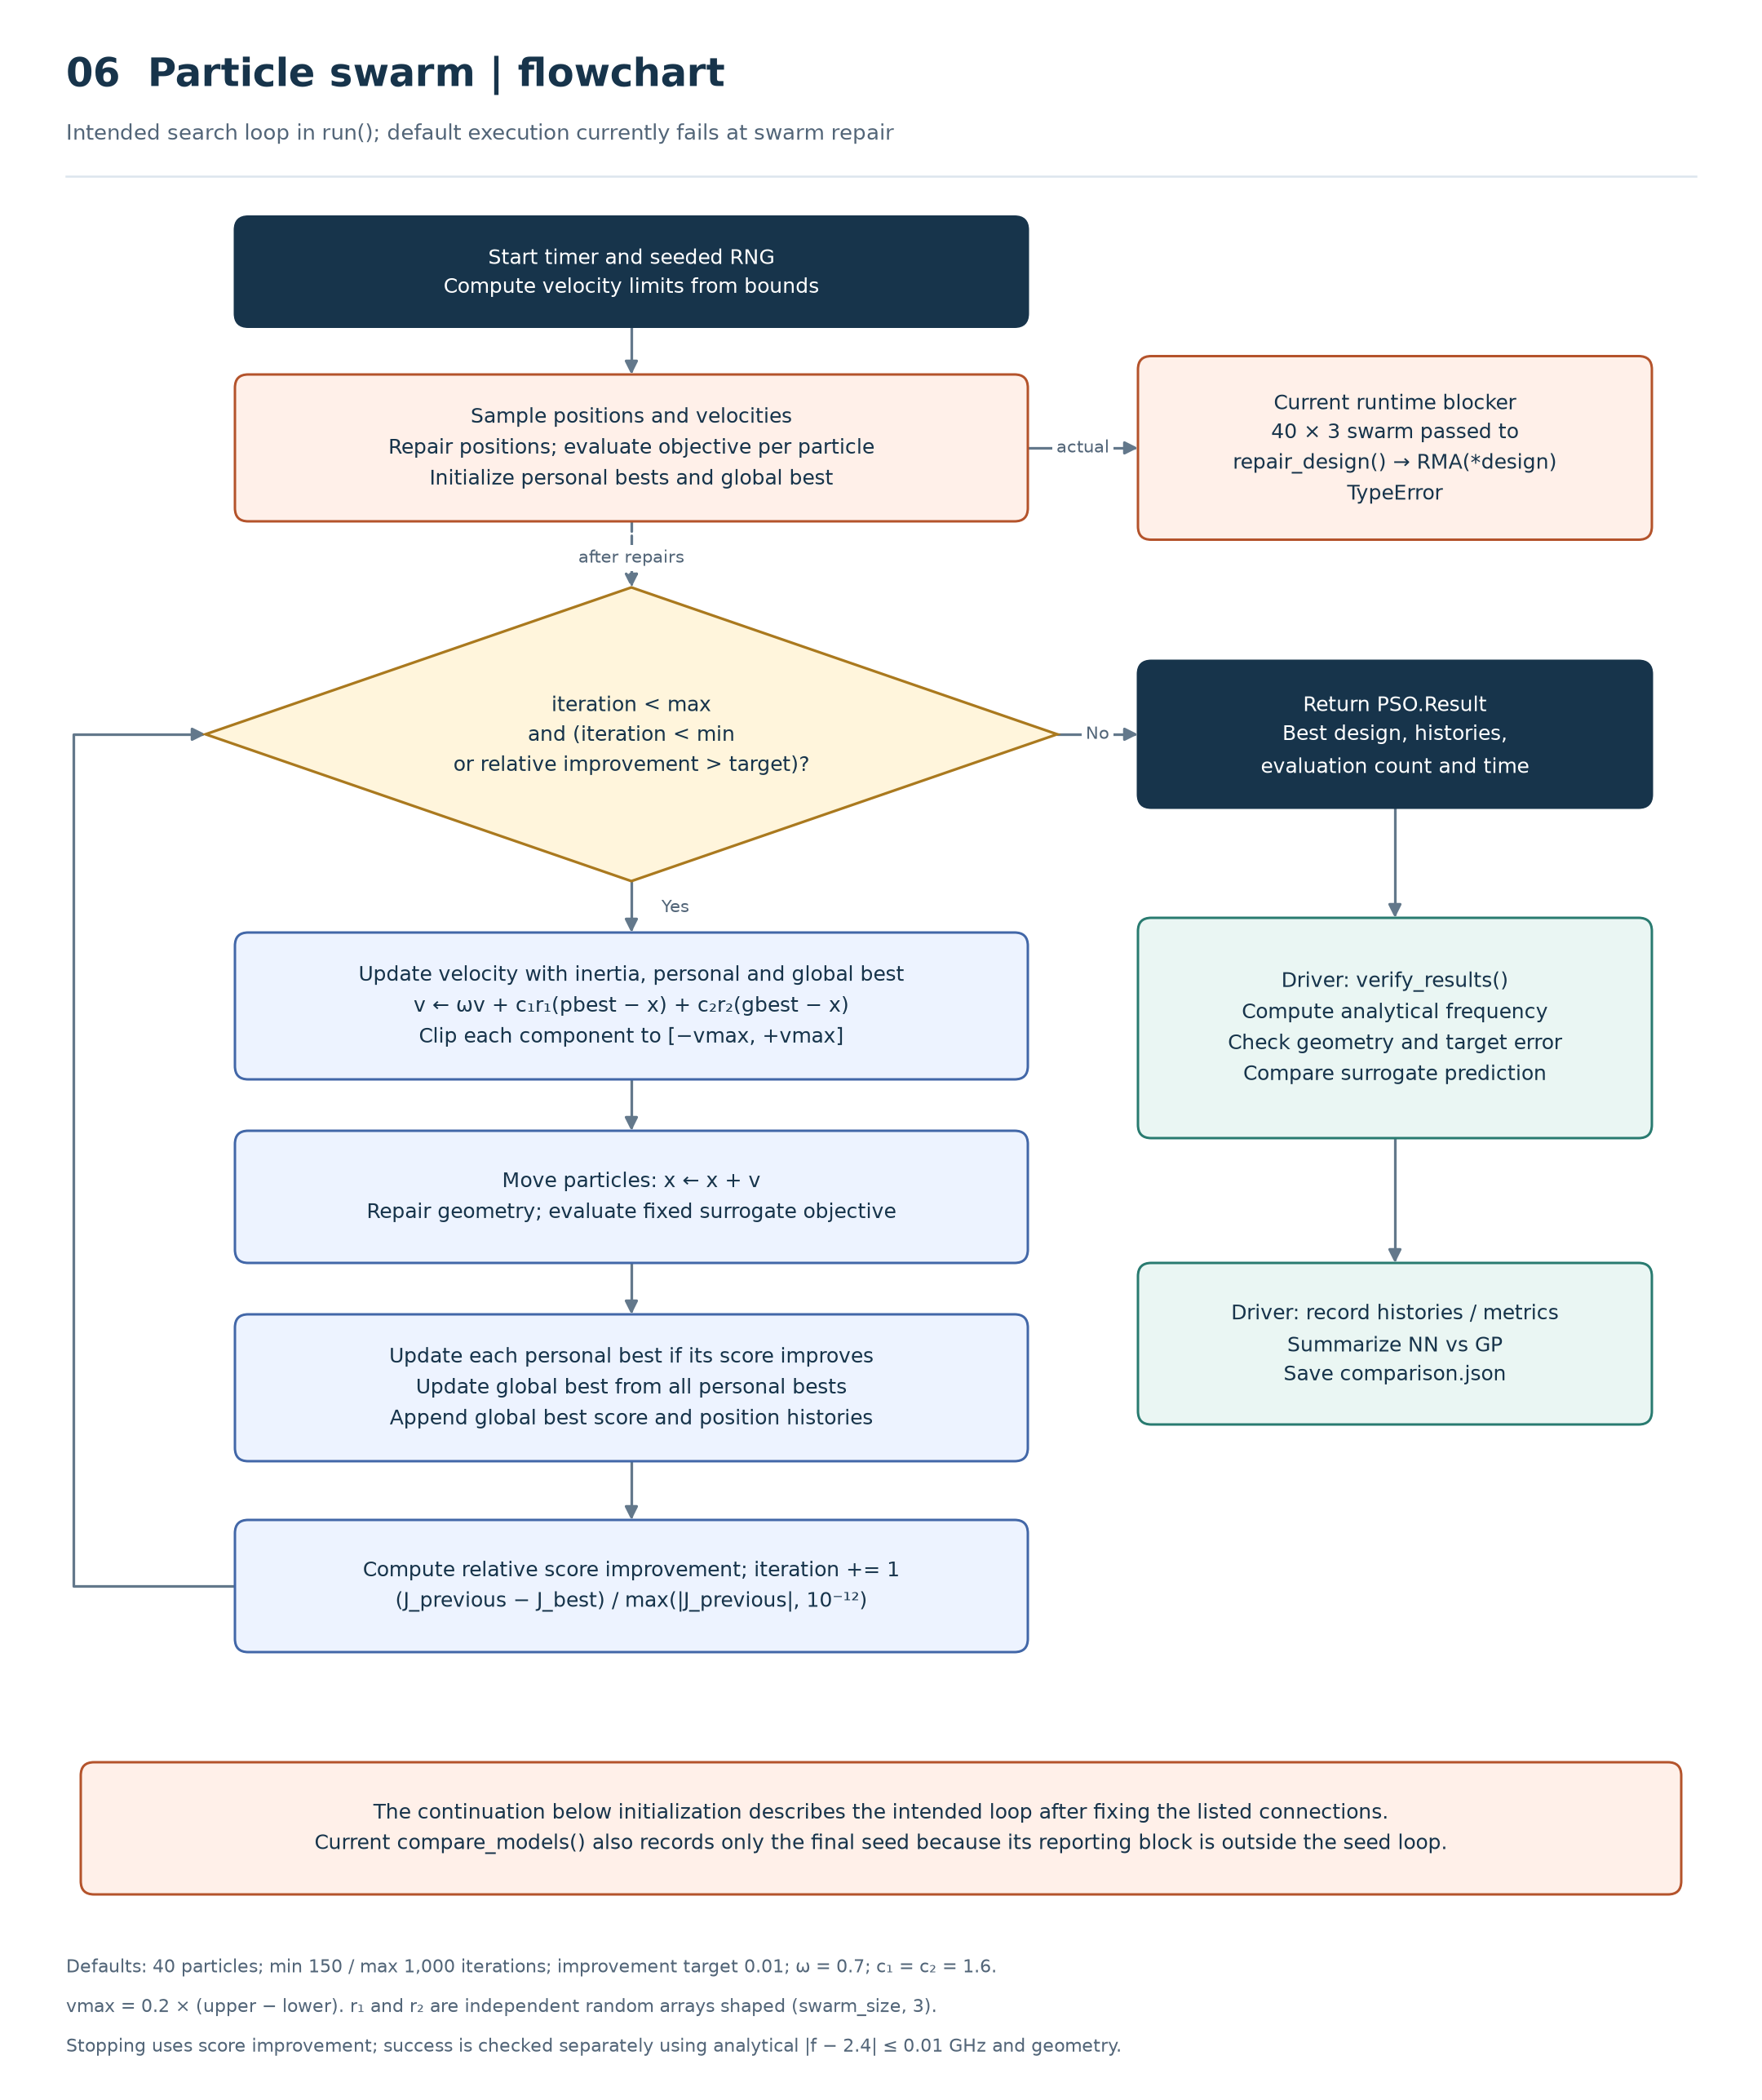 06 Particle swarm | flowchart
Intended search loop in run(); default execution currently fails at swarm repair
Start timer and seeded RNG
Compute velocity limits from bounds
Sample positions and velocities
Repair positions; evaluate objective per particle
Initialize personal bests and global best
actual
Current runtime blocker
40 × 3 swarm passed to
repair_design() → RMA(*design)
TypeError
after repairs
iteration < max
and (iteration < min
or relative improvement > target)?
No
Return PSO.Result
Best design, histories,
evaluation count and time
Yes
Update velocity with inertia, personal and global best
v ← ωv + c₁r₁(pbest − x) + c₂r₂(gbest − x)
Clip each component to [−vmax, +vmax]
Driver: verify_results()
Compute analytical frequency
Check geometry and target error
Compare surrogate prediction
Move particles: x ← x + v
Repair geometry; evaluate fixed surrogate objective
Driver: record histories / metrics
Summarize NN vs GP
Save comparison.json
Update each personal best if its score improves
Update global best from all personal bests
Append global best score and position histories
Compute relative score improvement; iteration += 1
(J_previous − J_best) / max(|J_previous|, 10⁻¹²)
The continuation below initialization describes the intended loop after fixing the listed connections.
Current compare_models() also records only the final seed because its reporting block is outside the seed loop.
Defaults: 40 particles; min 150 / max 1,000 iterations; improvement target 0.01; ω = 0.7; c₁ = c₂ = 1.6.
vmax = 0.2 × (upper − lower). r₁ and r₂ are independent random arrays shaped (swarm_size, 3).
Stopping uses score improvement; success is checked separately using analytical |f − 2.4| ≤ 0.01 GHz and geometry.